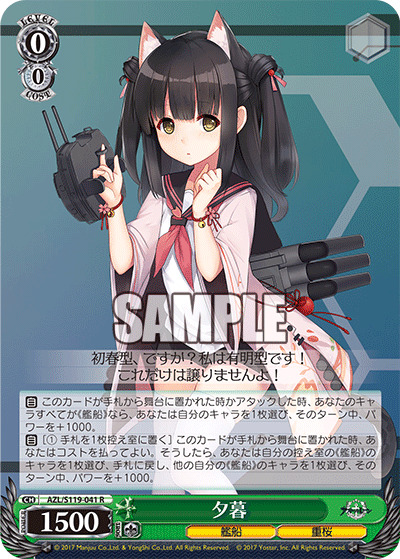 LEVEL
0
0
COST
SAMPLE
初春型、ですか？私は有明型です！
これだけは譲りませんよ！
自 このカードが手札から舞台に置かれた時かアタックした時、あなたのキャラすべてが《艦船》なら、あなたは自分のキャラを1枚選び、そのターン中、パワーを+1000。
自 [① 手札を1枚控え室に置く] このカードが手札から舞台に置かれた時、あなたはコストを払ってよい。そうしたら、あなたは自分の控え室の《艦船》のキャラを1枚選び、手札に戻し、他の自分の《艦船》のキャラを1枚選び、そのターン中、パワーを+1000。
CH AZL/S119-041 R
1500
夕暮
艦船
重桜
© 2017 Manjuu Co.,Ltd. & YongShi Co.,Ltd. All Rights Reserved. © 2017 Yostar, Inc. All Rights Reserved.